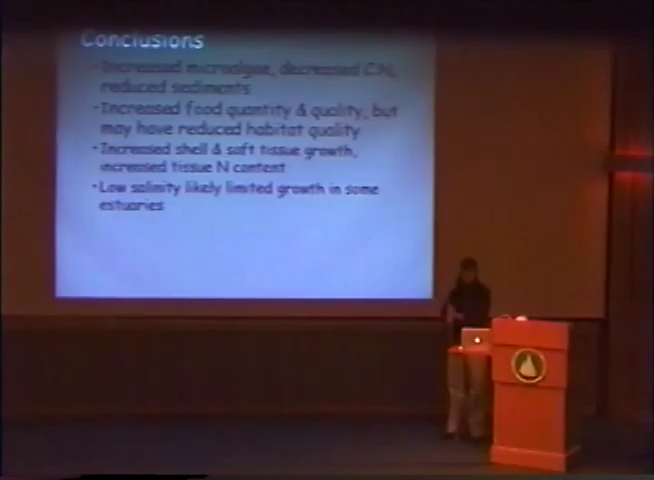 Conclusions
• Increased microalgae, decreased C:N,
reduced sediments
• Increased food quantity & quality, but
may have reduced habitat quality
• Increased shell & soft tissue growth,
increased tissue N content
• Low salinity likely limited growth in some
estuaries